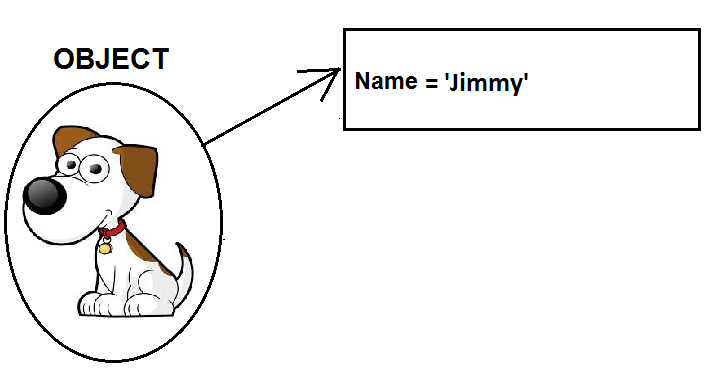 OBJECT
Name = 'Jimmy'